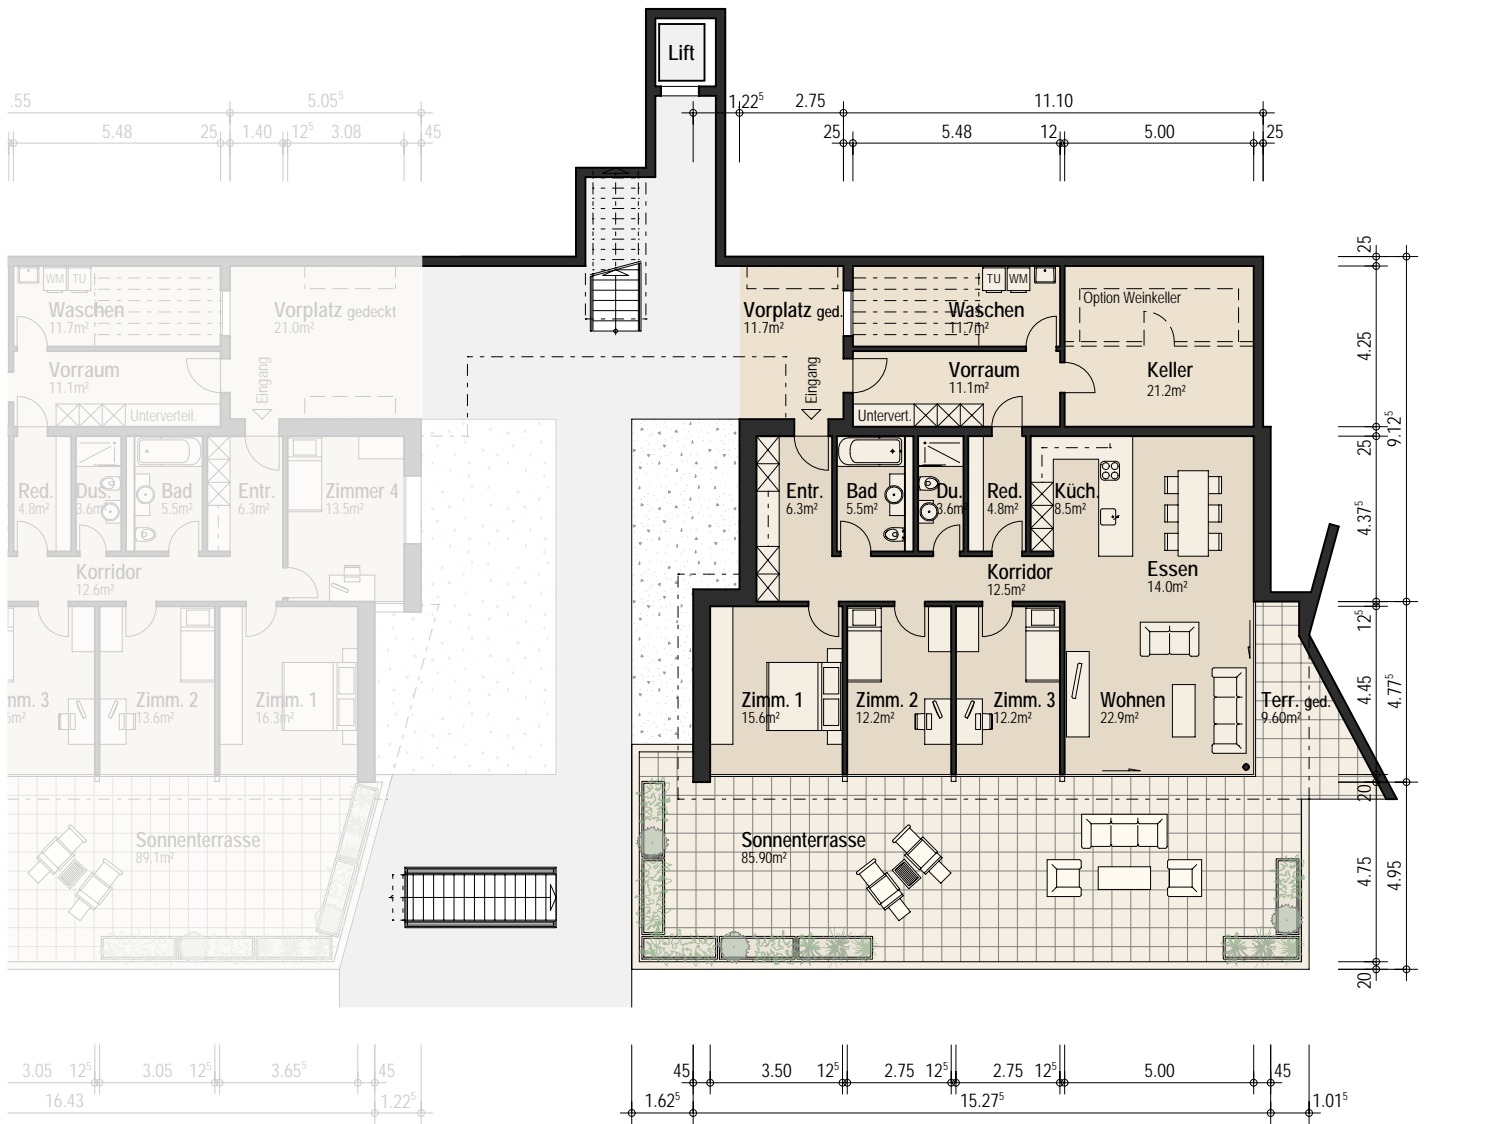 Lift
.55
5.05⁵
1.22⁵
2.75
11.10
5.48
25
1.40
12⁵
3.08
45
25
5.48
12
5.00
25
WM
TU
Waschen
11.7m²
Vorplatz gedeckt
21.0m²
Vorplatz ged.
11.7m²
TU
WM
Waschen
11.7m²
Option Weinkeller
25
4.25
Vorraum
11.1m²
Eingang
Unterverteil.
Eingang
Vorraum
11.1m²
Untervert.
Keller
21.2m²
9.12⁵
25
Red.
4.8m²
Dus.
3.6m²
Bad
5.5m²
Entr.
6.3m²
Zimmer 4
13.5m²
Entr.
6.3m²
Bad
5.5m²
Du.
3.6m²
Red.
4.8m²
Küch.
8.5m²
4.37⁵
Korridor
12.6m²
Korridor
12.5m²
Essen
14.0m²
12⁵
mm. 3
Zimm. 2
13.6m²
Zimm. 1
16.3m²
Zimm. 1
15.6m²
Zimm. 2
12.2m²
Zimm. 3
12.2m²
Wohnen
22.9m²
Terr. ged.
9.60m²
4.45
4.77⁵
20
Sonnenterrasse
89.1m²
Sonnenterrasse
85.90m²
4.75
4.95
20
3.05
12⁵
3.05
12⁵
3.65⁵
45
45
3.50
12⁵
2.75
12⁵
2.75
12⁵
5.00
45
16.43
1.22⁵
1.62⁵
15.27⁵
1.01⁵